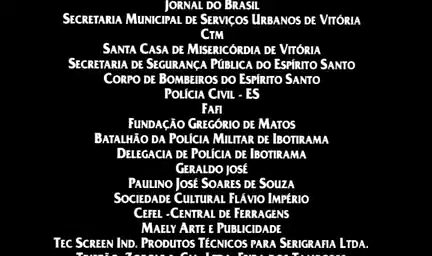 JORNAL DO BRASIL
SECRETARIA MUNICIPAL DE SERVIÇOS URBANOS DE VITÓRIA
CTM
SANTA CASA DE MISERICÓRDIA DE VITÓRIA
SECRETARIA DE SEGURANÇA PÚBLICA DO ESPÍRITO SANTO
CORPO DE BOMBEIROS DO ESPÍRITO SANTO
POLÍCIA CIVIL - ES
FAFI
FUNDAÇÃO GREGÓRIO DE MATOS
BATALHÃO DA POLÍCIA MILITAR DE IBOTIRAMA
DELEGACIA DE POLÍCIA DE IBOTIRAMA
GERALDO JOSÉ
PAULINO JOSÉ SOARES DE SOUZA
SOCIEDADE CULTURAL FLÁVIO IMPÉRIO
CEFEL -CENTRAL DE FERRAGENS
MAELY ARTE E PUBLICIDADE
TEC SCREEN IND. PRODUTOS TÉCNICOS PARA SERIGRAFIA LTDA.